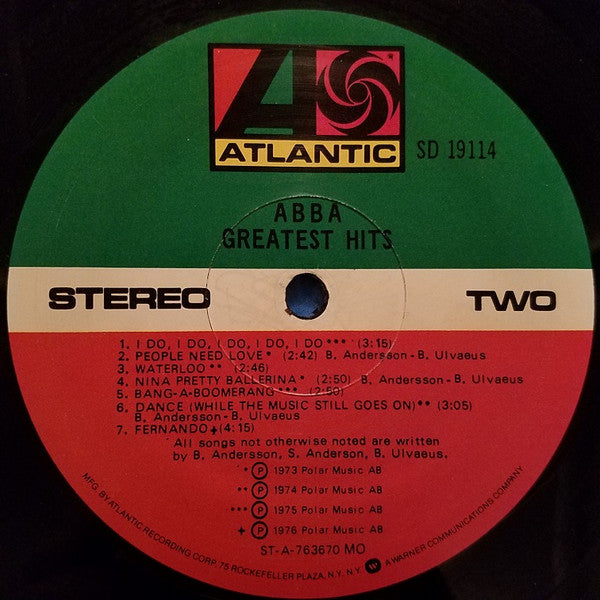 ATLANTIC
SD 19114
ABBA
GREATEST HITS
STEREO
TWO
1. I DO, I DO, I DO, I DO, I DO*** (3:15)
2. PEOPLE NEED LOVE* (2:42) B. Andersson-B. Ulvaeus
3. WATERLOO** (2:46)
4. NINA PRETTY BALLERINA* (2:50) B. Andersson-B. Ulvaeus
5. BANG-A-BOOMERANG*** (2:50)
6. DANCE (WHILE THE MUSIC STILL GOES ON)** (3:05)
B. Andersson-B. Ulvaeus
7. FERNANDO+(4:15)
All songs not otherwise noted are written
by B. Andersson, S. Anderson, B. Ulvaeus.
* Ⓟ 1973 Polar Music AB
** Ⓟ 1974 Polar Music AB
*** Ⓟ 1975 Polar Music AB
+ Ⓟ 1976 Polar Music AB
ST-A-763670 MO
MFG. BY ATLANTIC RECORDING CORP. 75 ROCKEFELLER PLAZA, N.Y. N.Y. A WARNER COMMUNICATIONS COMPANY